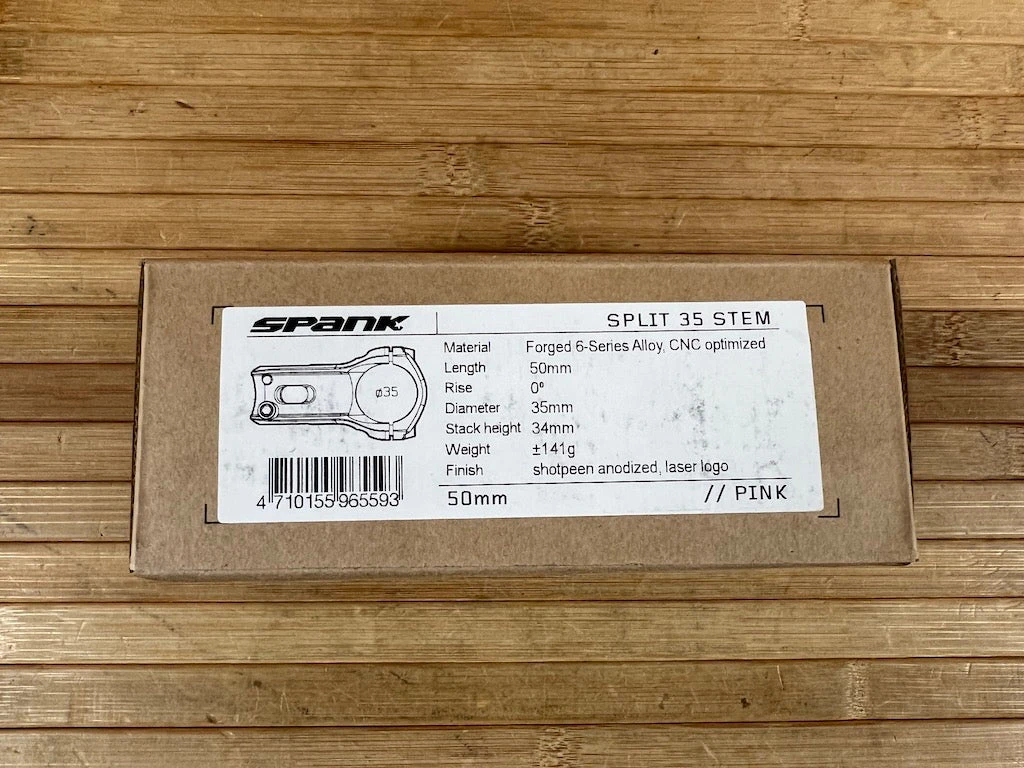 SPANK
SPLIT 35 STEM
ø35
Material Forged 6-Series Alloy, CNC optimized
Length 50mm
Rise 0º
Diameter 35mm
Stack height 34mm
Weight ±141g
Finish shotpeen anodized, laser logo
4 710155 965593
50mm // PINK